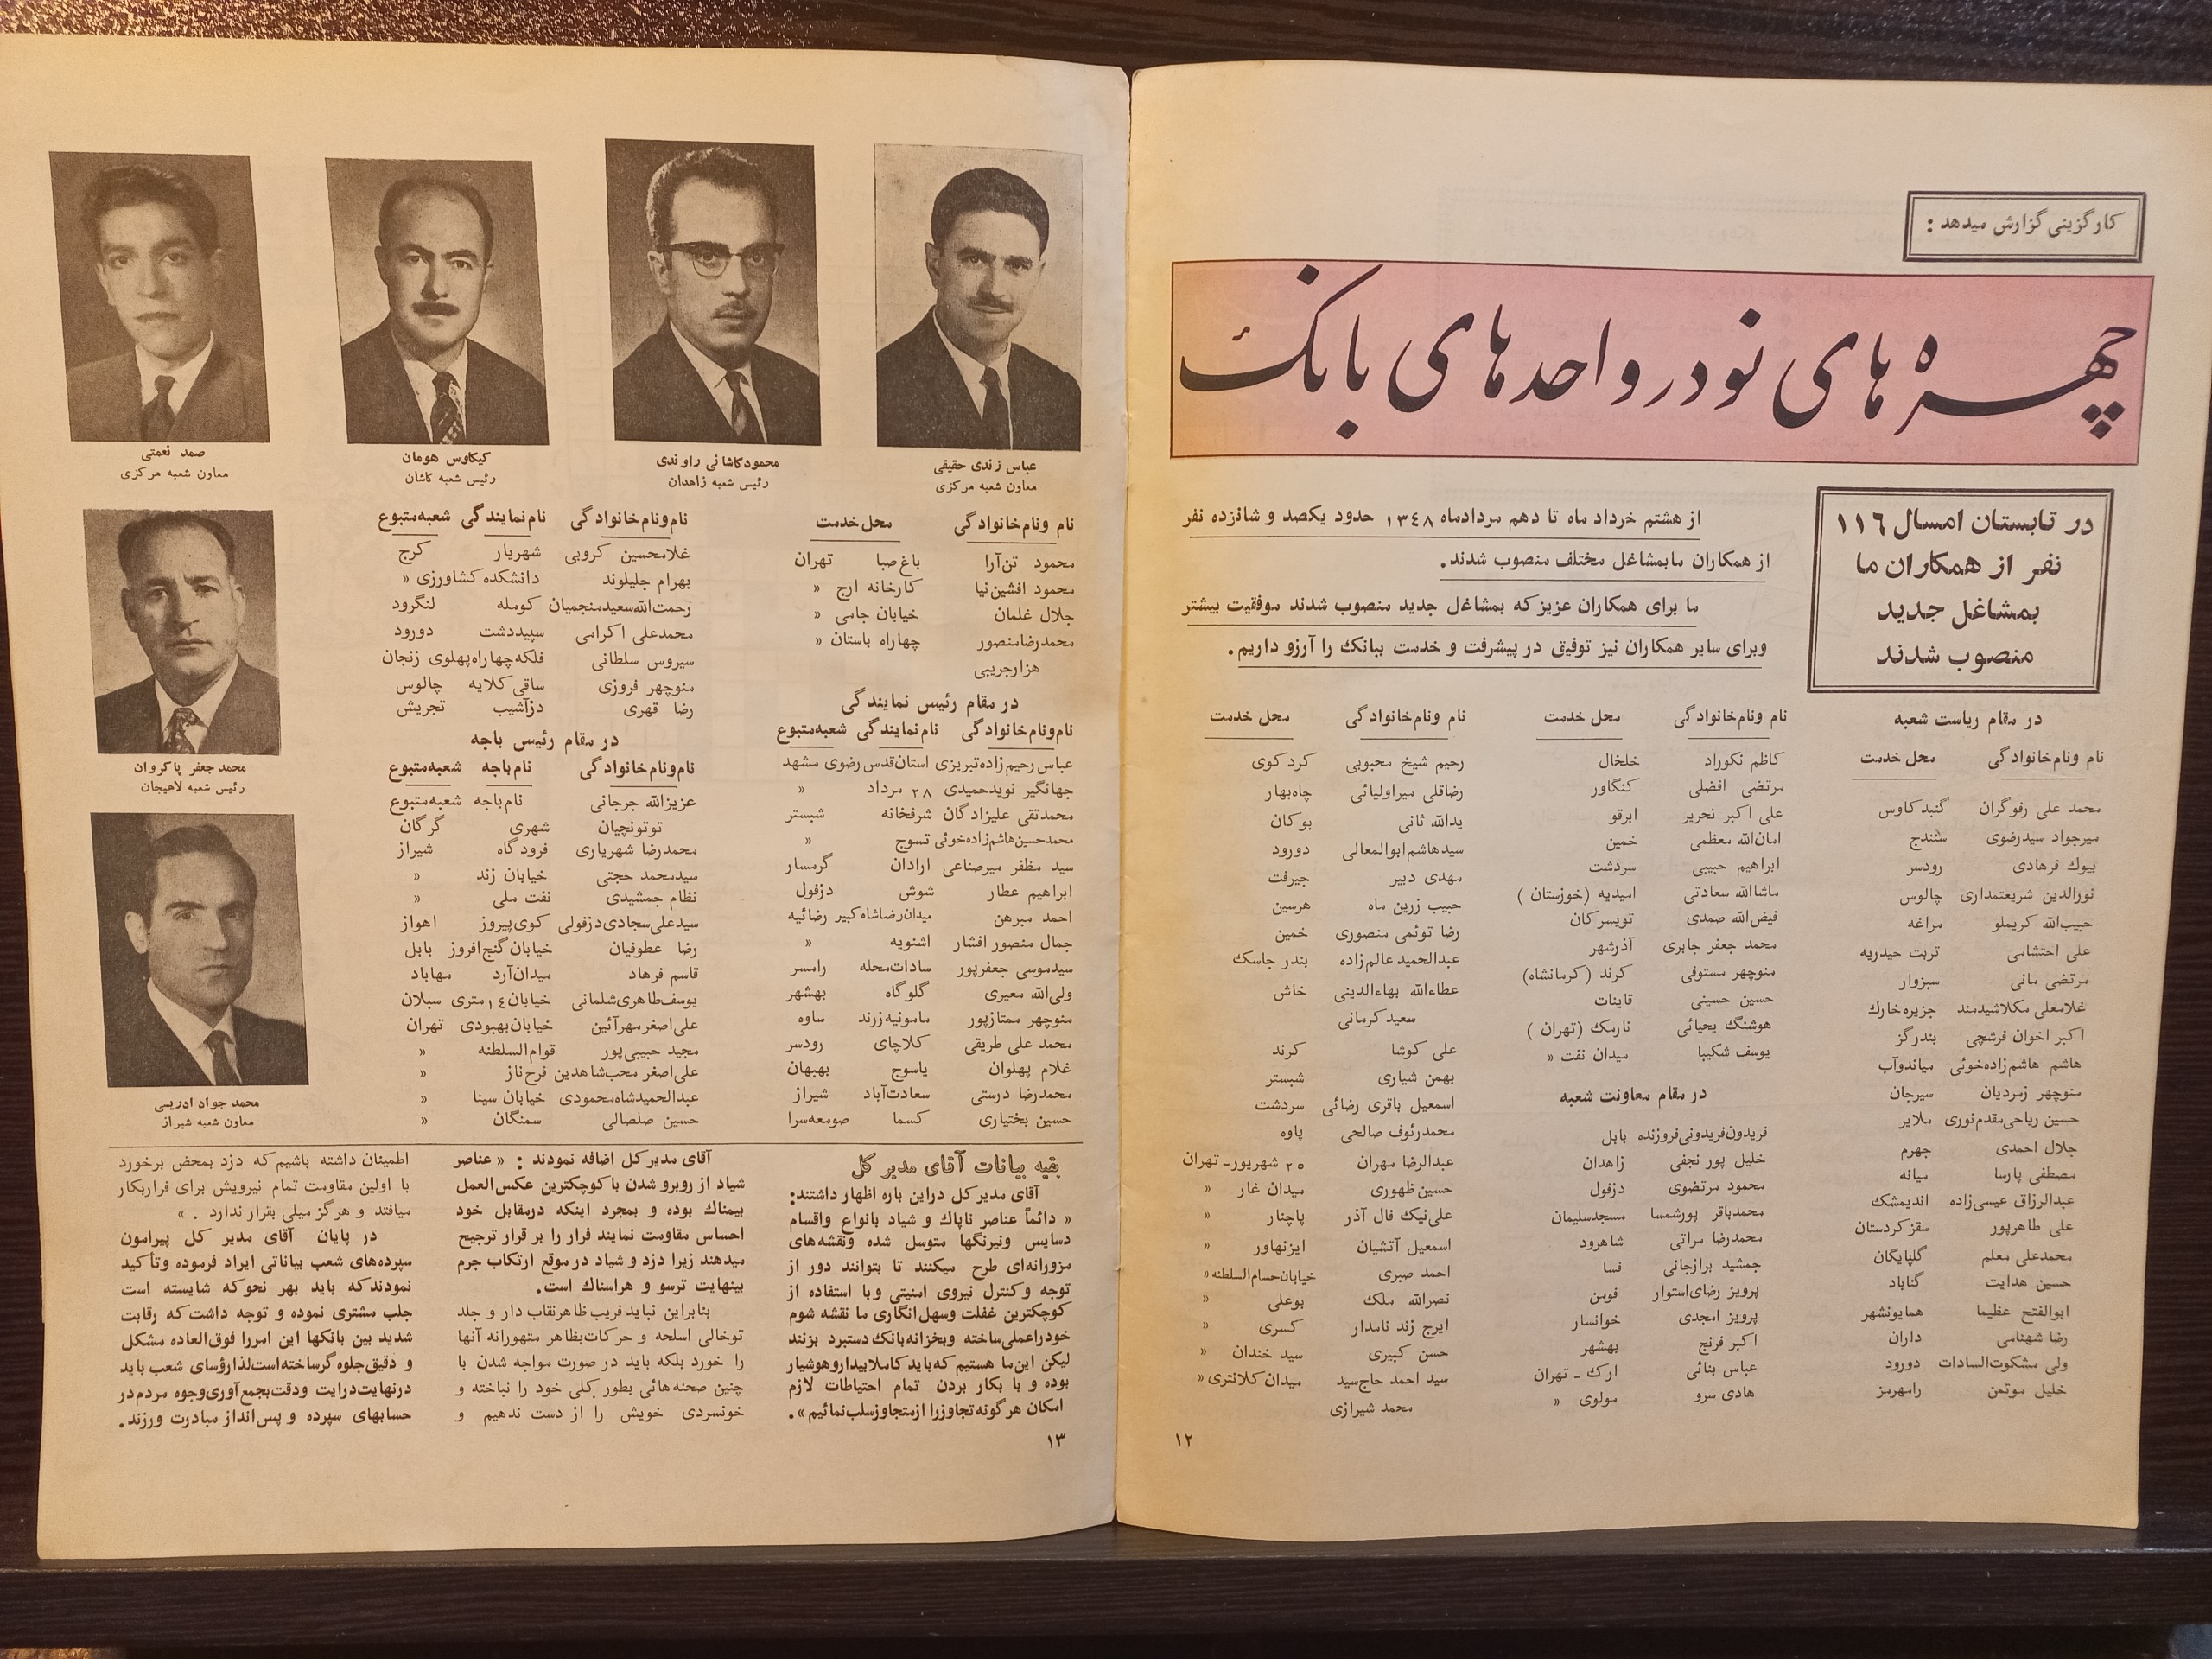 کارگزینی گزارش میدهد :
چهره های نو در واحدهای بانک
در تابستان امسال ۱۱۶
نفر از همکاران ما
بمشاغل جدید
منصوب شدند
از هشتم خرداد ماه تا دهم مردادماه ۱۳۴۸ حدود یکصد و شانزده نفر
از همکاران مابمشاغل مختلف منصوب شدند.
ما برای همکاران عزیز که بمشاغل جدید منصوب شدند موفقیت بیشتر
وبرای سایر همکاران نیز توفیق در پیشرفت و خدمت ببانک را آرزو داریم.
در مقام ریاست شعبه
نام ونام‌خانوادگی محل خدمت
محمد علی رفوگران گنبدکاوس
میرجواد سیدرضوی سنندج
بیوک فرهادی رودسر
نورالدین شریعتمداری چالوس
حبیب‌الله کریملو مراغه
علی احتشامی تربت حیدریه
مرتضی مانی سبزوار
غلامعلی مکلاشیدمند جزیره‌خارک
اکبر اخوان فرشچی بندرگز
هاشم هاشم‌زاده‌خوئی میاندوآب
منوچهر زمردیان سیرجان
حسین ریاحی‌مقدم‌نوری ملایر
جلال احمدی جهرم
مصطفی پارسا میانه
عبدالرزاق عیسی‌زاده اندیمشک
علی طاهرپور سقزکردستان
محمدعلی معلم گلپایگان
حسین هدایت گناباد
ابوالفتح عظیما همایونشهر
رضا شهنامی داران
ولی مشکوت‌السادات دورود
خلیل موتمن رامهرمز
نام ونام‌خانوادگی محل خدمت
کاظم نکوراد خلخال
مرتضی افضلی کنگاور
علی اکبر نحریر ابرقو
امان‌الله معظمی خمین
ابراهیم حبیبی سردشت
ماشاالله سعادتی امیدیه (خوزستان )
فیض‌الله صمدی تویسرکان
محمد جعفر جابری آذرشهر
منوچهر مستوفی کرند (کرمانشاه)
حسین حسینی قاینات
هوشنگ یحیائی نارمک (تهران )
یوسف شکیبا میدان نفت »
در مقام معاونت شعبه
فریدون‌فریدونی‌فروزنده بابل
خلیل پور نجفی زاهدان
محمود مرتضوی دزفول
محمدباقر پورشمسا مسجدسلیمان
محمدرضا مراتی شاهرود
جمشید برازجانی فسا
پرویز رضای‌استوار فومن
پرویز امجدی خوانسار
اکبر فرنج بهشهر
عباس بنائی ارک ـ تهران
هادی سرو مولوی »
نام ونام‌خانوادگی محل خدمت
رحیم شیخ محبوبی کردکوی
رضاقلی میراولیائی چاه‌بهار
یدالله ثانی بوکان
سیدهاشم‌ابوالمعالی دورود
مهدی دبیر جیرفت
حبیب زرین ماه هرسین
رضا توئمی منصوری خمین
عبدالحمید عالم‌زاده بندر جاسک
عطاءالله بهاءالدینی خاش
سعید کرمانی
علی کوشا کرند
بهمن شیاری شبستر
اسمعیل باقری رضائی سردشت
محمدرئوف صالحی پاوه
عبدالرضا مهران ۲۵ شهریورـ تهران
حسین ظهوری میدان غار »
علی‌نیک فال آذر پاچنار »
اسمعیل آتشیان ایزنهاور »
احمد صبری خیابان‌حسام‌السلطنه »
نصرالله ملک بوعلی »
ایرج زند نامدار کسری »
حسن کبیری سید خندان »
سید احمد حاج‌سید میدان‌کلانتری »
محمد شیرازی
۱۲
عباس زندی حقیقی
معاون شعبه مرکزی
محمودکاشانی راوندی
رئیس شعبه زاهدان
کیکاوس هومان
رئیس شعبه کاشان
صمد نعمتی
معاون شعبه مرکزی
محمد جعفر پاکروان
رئیس شعبه لاهیجان
محمد جواد ادریسی
معاون شعبه شیراز
نام ونام‌خانوادگی محل‌خدمت
محمود تن‌آرا باغ‌صبا تهران
محمود افشین‌نیا کارخانه ارج »
جلال غلمان خیابان جامی »
محمدرضامنصور چهاراه باستان »
هزارجریبی
در مقام رئیس نمایندگی
نام‌ونام‌خانوادگی نام‌نمایندگی شعبه‌متبوع
عباس رحیم‌زاده‌تبریزی آستان‌قدس رضوی مشهد
جهانگیر نویدحمیدی ۲۸ مرداد »
محمدتقی علیزادگان شرفخانه شبستر
محمدحسین‌هاشم‌زاده‌خوئی تسوج »
سید مظفر میرصناعی ارادان گرمسار
ابراهیم عطار شوش دزفول
احمد مبرهن میدان‌رضاشاه‌کبیر رضائیه
جمال منصور افشار اشنویه »
سیدموسی جعفرپور سادات‌محله رامسر
ولی‌الله معیری گلوگاه بهشهر
منوچهر ممتازپور مامونیه‌زرند ساوه
محمد علی طریقی کلاچای رودسر
غلام پهلوان یاسوج بهبهان
محمدرضا درستی سعادت‌آباد شیراز
حسین بختیاری کسما صومعه‌سرا
نام‌ونام‌خانوادگی نام‌نمایندگی شعبه‌متبوع
غلامحسین کروبی شهریار کرج
بهرام جلیلوند دانشکده‌کشاورزی »
رحمت‌الله‌سعیدمنجمیان کومله لنگرود
محمدعلی اکرامی سپیددشت دورود
سیروس سلطانی فلکه‌چهاراه‌پهلوی زنجان
منوچهر فروزی ساقی‌کلایه چالوس
رضا قهری دزآشیب تجریش
در مقام رئیس باجه
نام‌ونام‌خانوادگی نام‌باجه شعبه‌متبوع
عزیزالله جرجانی نام‌باجه شعبه‌متبوع
توتونچیان شهری گرگان
محمدرضا شهریاری فرودگاه شیراز
سیدمحمد حجتی خیابان زند »
نظام جمشیدی نفت ملی »
سیدعلی‌سجادی‌دزفولی کوی‌پیروز اهواز
رضا عطوفیان خیابان‌گنج‌افروز بابل
قاسم فرهاد میدان‌آرد مهاباد
یوسف‌طاهری‌شلمانی خیابان۱۴متری سبلان
علی‌اصغرمهرآئین خیابان‌بهبودی تهران
مجید حبیبی‌پور قوام‌السلطنه »
علی‌اصغر محب‌شاهدین فرح‌ناز »
عبدالحمیدشاه‌محمودی خیابان سینا »
حسین صلصالی سمنگان »
بقیه بیانات آقای مدیر کل
آقای مدیرکل دراین باره اظهار داشتند:
« دائماً عناصر ناپاک و شیاد بانواع واقسام
دسایس ونیرنگها متوسل شده ونقشه‌های
مزورانه‌ای طرح میکنند تا بتوانند دور از
توجه وکنترل نیروی امنیتی وبا استفاده از
کوچکترین غفلت وسهل‌انگاری ما نقشه شوم
خودراعملی‌ساخته وبخزانه‌بانک‌دستبرد بزنند
لیکن این‌ما هستیم که‌باید کاملابیداروهوشیار
بوده و با بکار بردن تمام احتیاطات لازم
امکان هرگونه‌تجاوزرا ازمتجاوزسلب‌نمائیم».
آقای مدیرکل اضافه نمودند : « عناصر
شیاد از روبرو شدن با کوچکترین عکس‌العمل
بیمناک بوده و بمجرد اینکه درمقابل خود
احساس مقاومت نمایند فرار را بر قرار ترجیح
میدهند زیرا دزد و شیاد در موقع ارتکاب جرم
بینهایت ترسو و هراسناک است.
بنابراین نباید فریب ظاهرنقاب دار و جلد
توخالی اسلحه و حرکات‌بظاهر متهورانه آنها
را خورد بلکه باید در صورت مواجه شدن با
چنین صحنه‌هائی بطور کلی خود را نباخته و
خونسردی خویش را از دست ندهیم و
اطمینان داشته باشیم که دزد بمحض برخورد
با اولین مقاومت تمام نیرویش برای فراربکار
میافتد و هرگز میلی بقرار ندارد . »
در پایان آقای مدیر کل پیرامون
سپرده‌های شعب بیاناتی ایراد فرموده وتأکید
نمودندکه باید بهر نحوکه شایسته است
جلب مشتری نموده و توجه داشت‌که رقابت
شدید بین بانکها این امررا فوق‌العاده مشکل
و دقیق‌جلوه‌گرساخته‌است‌لذارؤسای شعب باید
درنهایت‌درایت ودقت‌بجمع‌آوری‌وجوه مردم‌در
حسابهای سپرده و پس‌انداز مبادرت ورزند.
۱۳